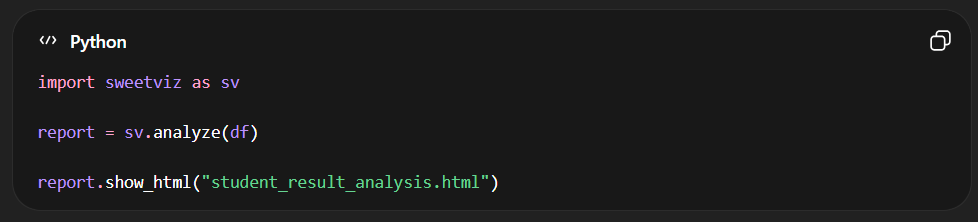 Python
import sweetviz as sv
report = sv.analyze(df)
report.show_html("student_result_analysis.html")